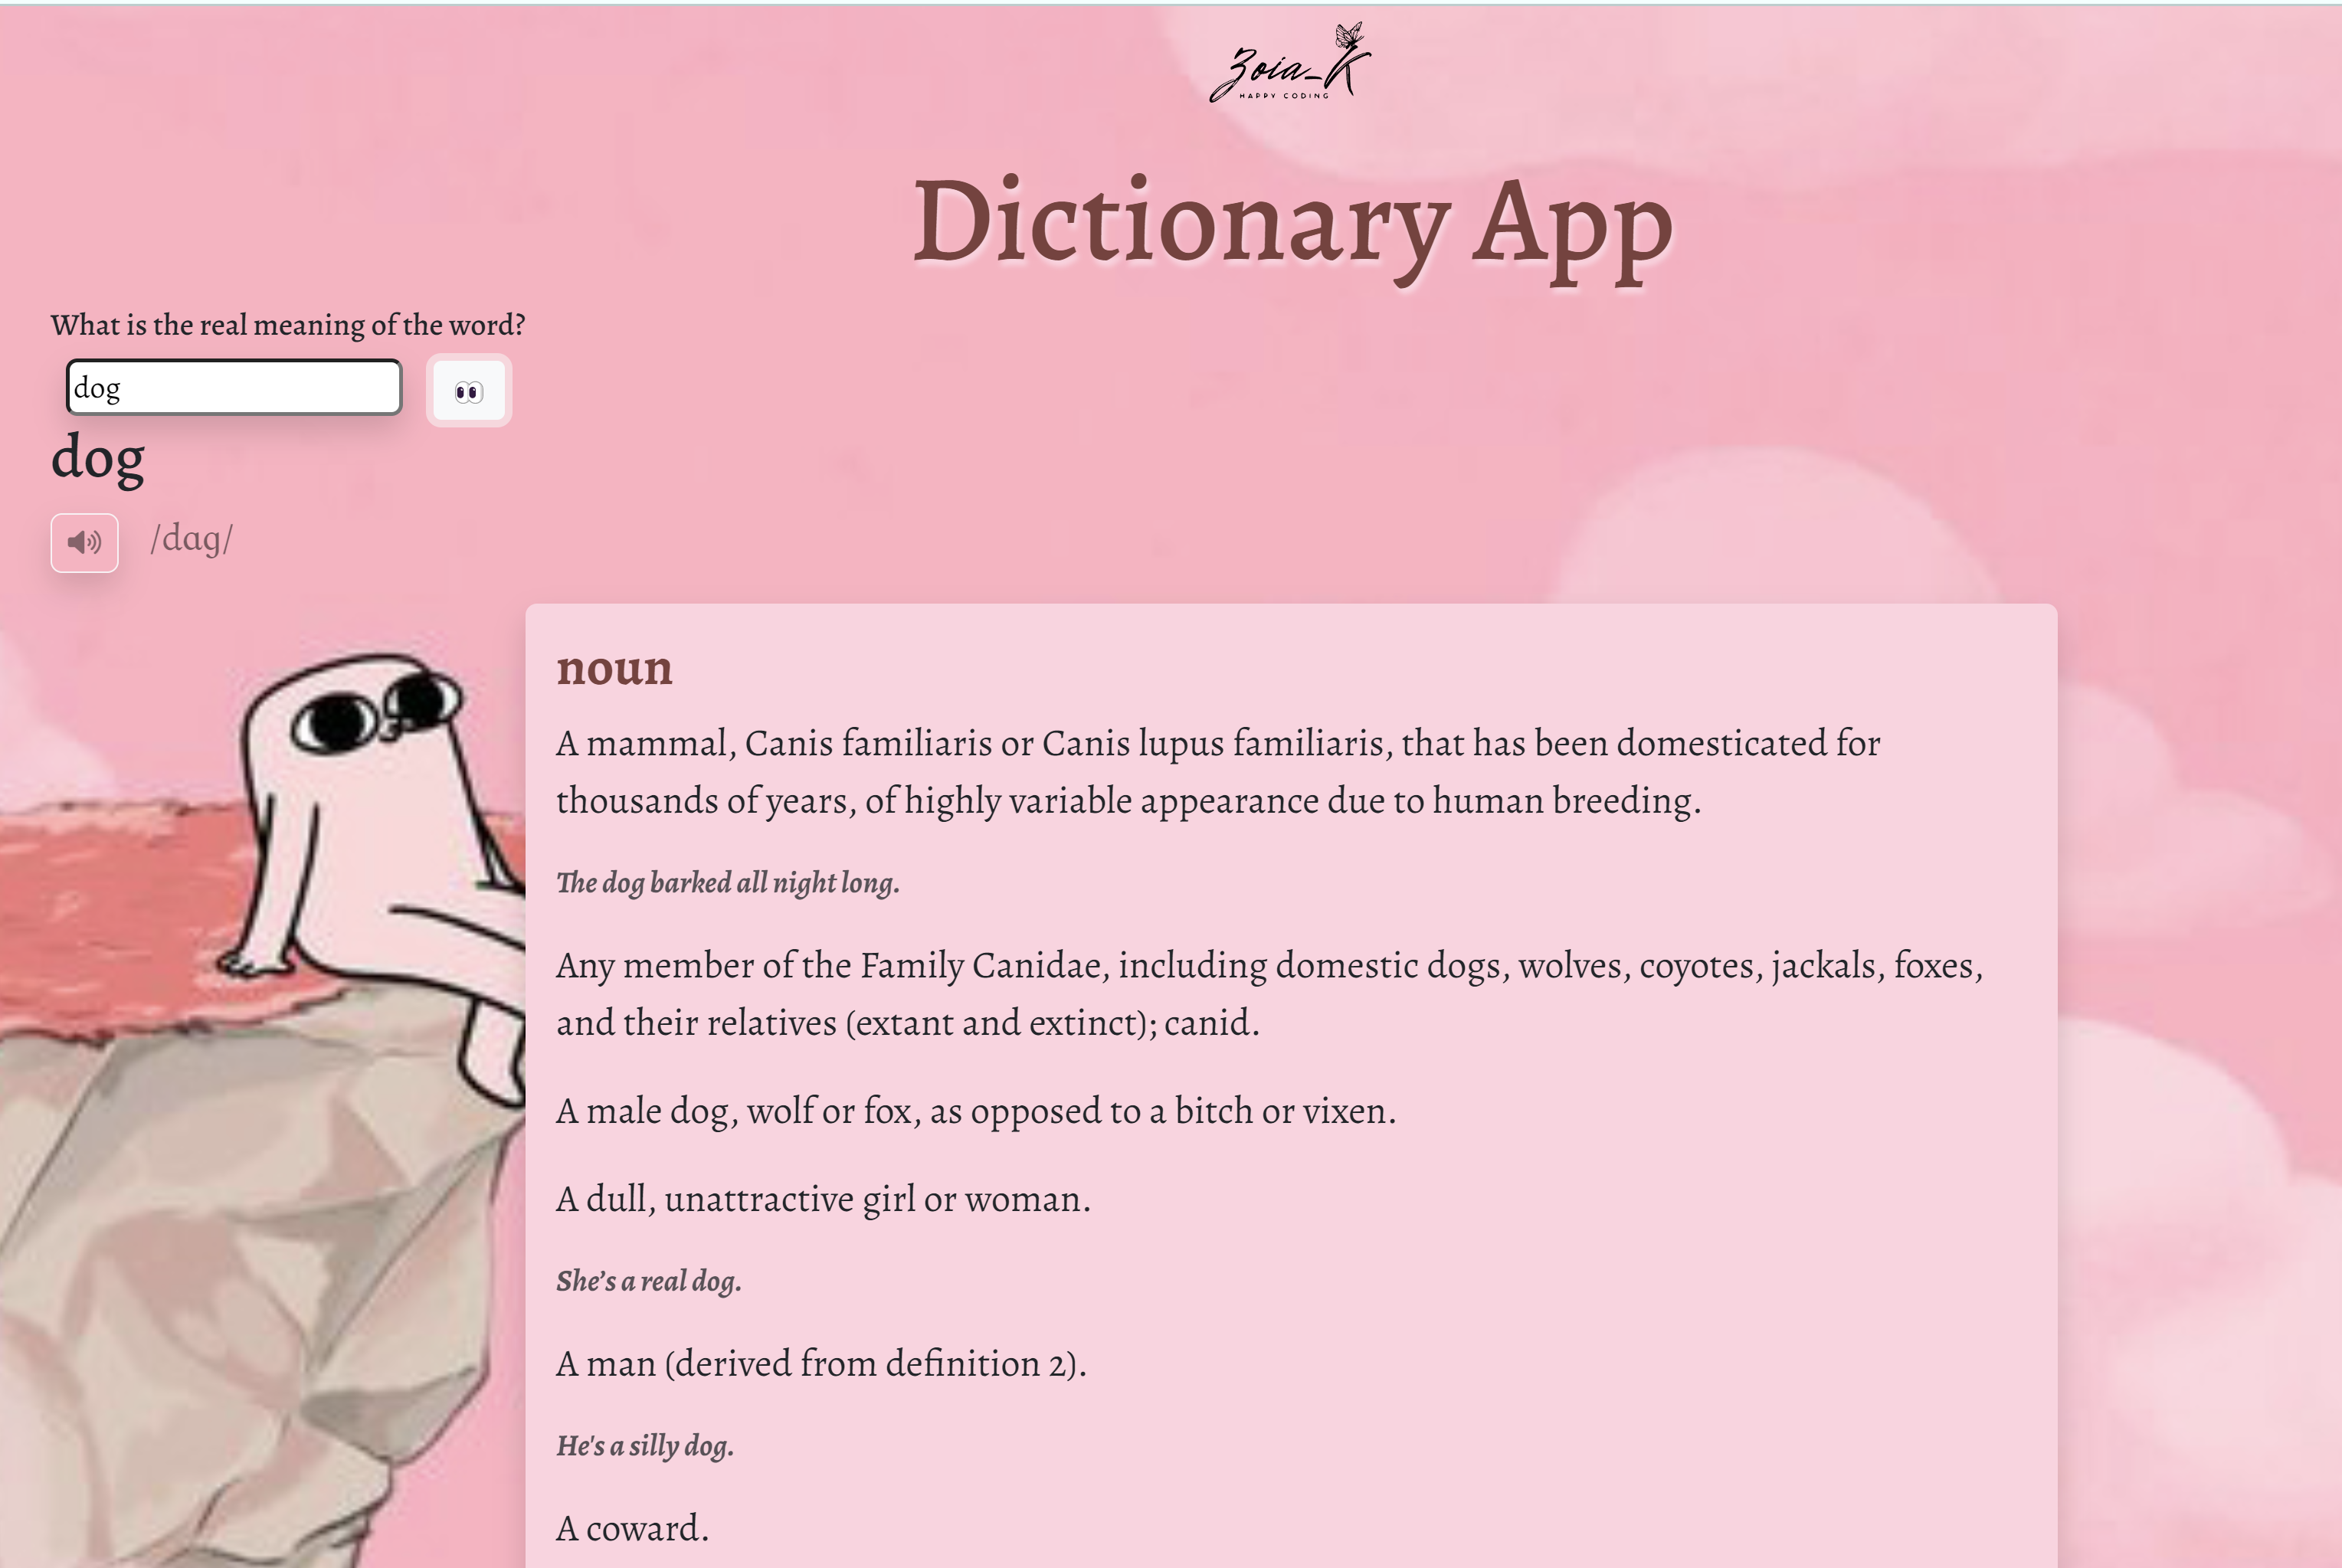 Zoia_K
HAPPY CODING
Dictionary App
What is the real meaning of the word?
dog
dog
/dag/
noun
A mammal, Canis familiaris or Canis lupus familiaris, that has been domesticated for
thousands of years, of highly variable appearance due to human breeding.
The dog barked all night long.
Any member of the Family Canidae, including domestic dogs, wolves, coyotes, jackals, foxes,
and their relatives (extant and extinct); canid.
A male dog, wolf or fox, as opposed to a bitch or vixen.
A dull, unattractive girl or woman.
She’s a real dog.
A man (derived from definition 2).
He's a silly dog.
A coward.